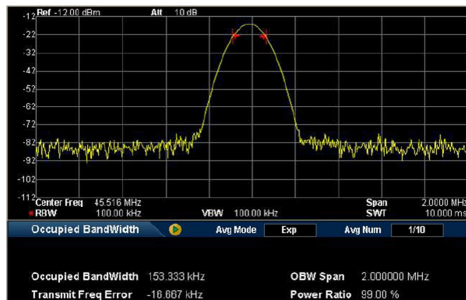 Ref -12.00 dBm Att 10 dB
-12
-22
-32
-42
-52
-62
-72
-82
-92
-102
-112
Center Freq 45.516 MHz Span 2.0000 MHz
RBW 100.00 kHz VBW 100.00 kHz SWT 10.000 ms
Occupied BandWidth Avg Mode Exp Avg Num 1/10
Occupied BandWidth 153.333 kHz OBW Span 2.000000 MHz
Transmit Freq Error -16.667 kHz Power Ratio 99.00 %